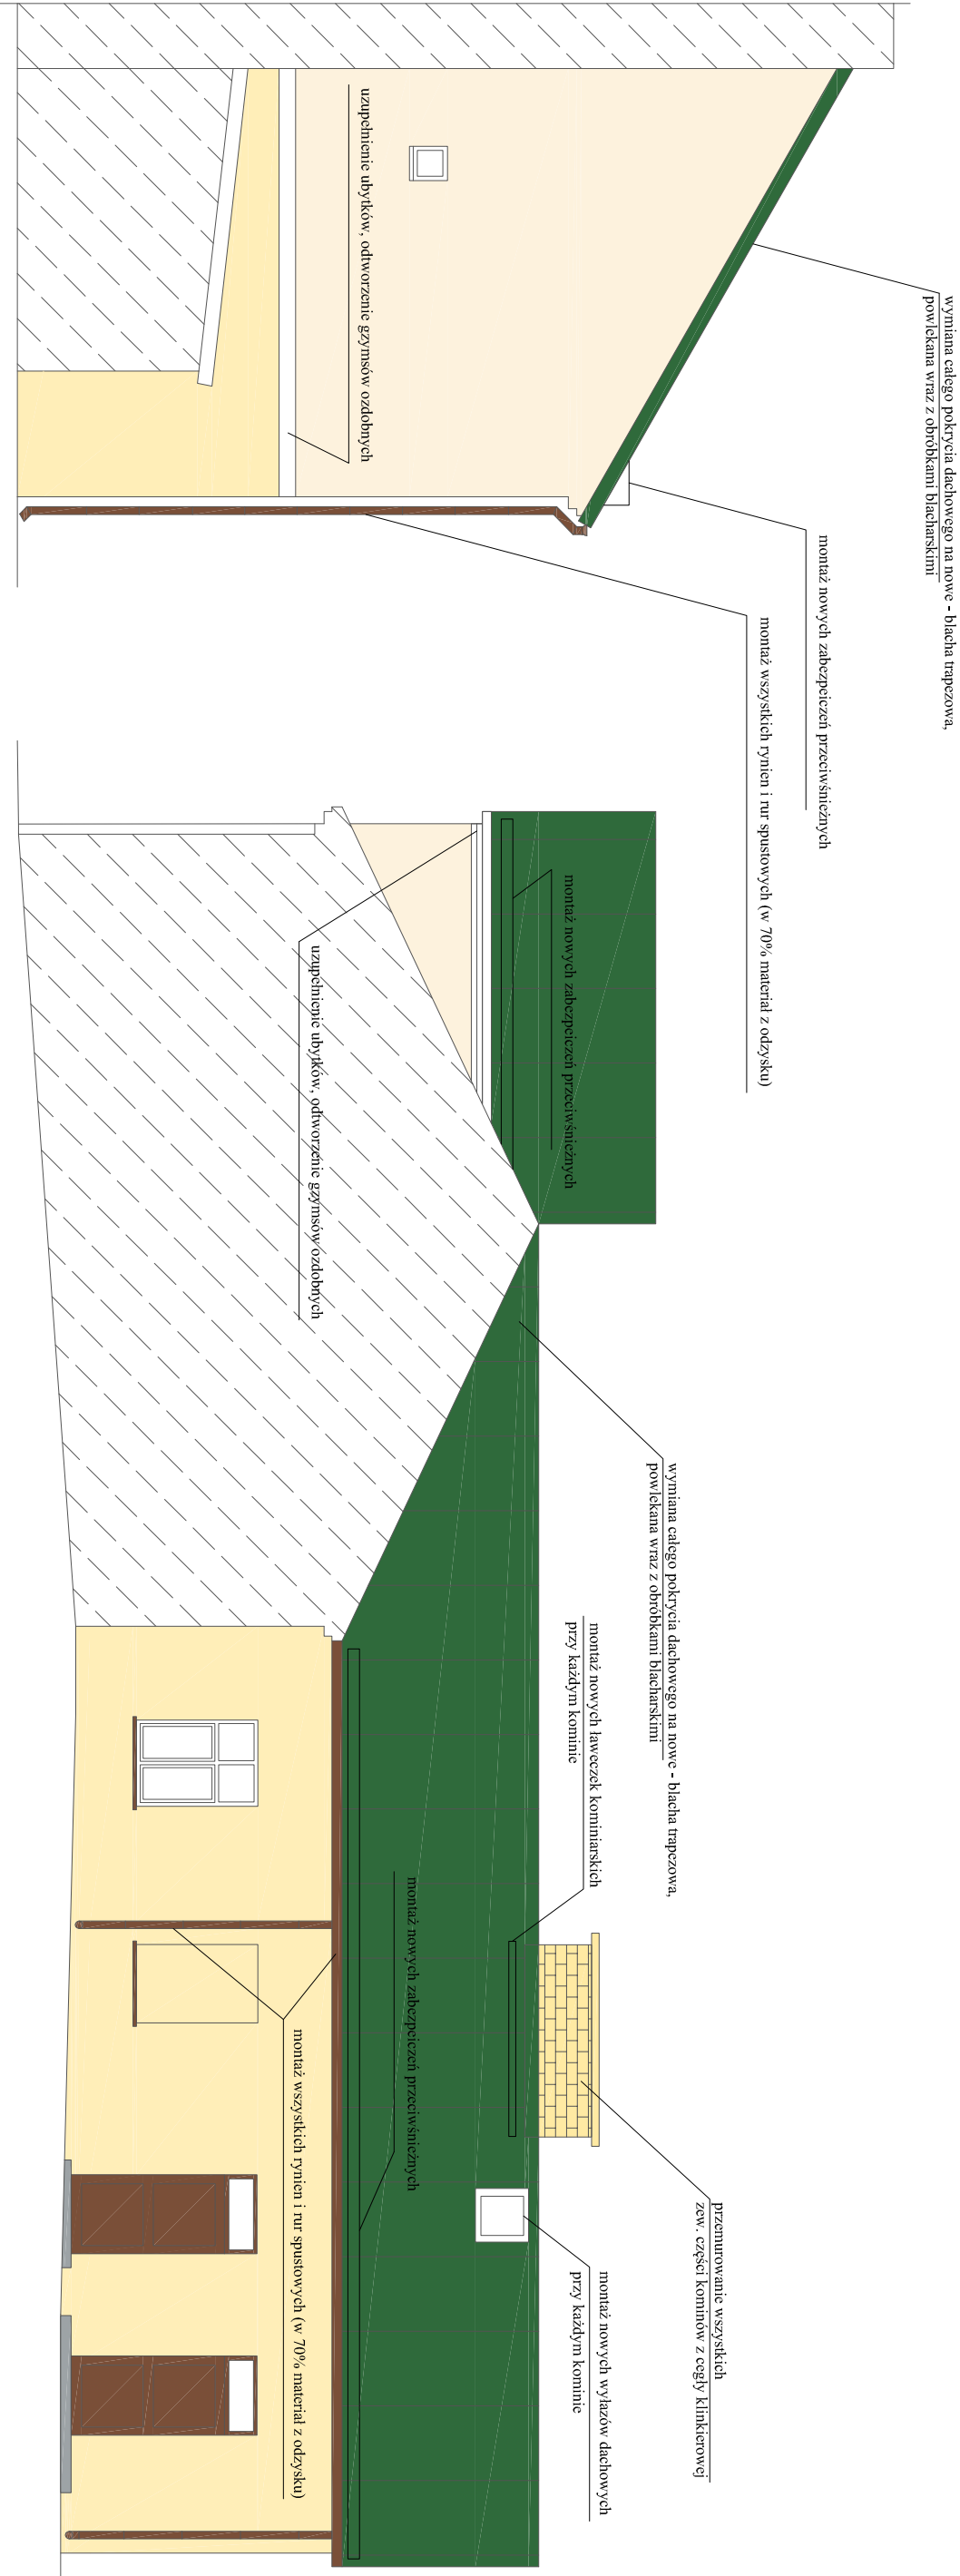 wymiana całego pokrycia dachowego na nowe - blacha trapezowa,
powlekana wraz z obróbkami blacharskimi
montaż nowych zabezpeiczeń przeciwśnieżnych
montaż wszystkich rynien i rur spustowych (w 70% materiał z odzysku)
uzupełnienie ubytków, odtworzenie gzymsów ozdobnych
montaż nowych zabezpeiczeń przeciwśnieżnych
uzupełnienie ubytków, odtworzenie gzymsów ozdobnych
wymiana całego pokrycia dachowego na nowe - blacha trapezowa,
powlekana wraz z obróbkami blacharskimi
montaż nowych ławeczek kominiarskich
przy każdym kominie
montaż nowych zabezpeiczeń przeciwśnieżnych
montaż wszystkich rynien i rur spustowych (w 70% materiał z odzysku)
przemurowanie wszystkich
zew. części kominów z cegły klinkierowej
montaż nowych wyłazów dachowych
przy każdym kominie